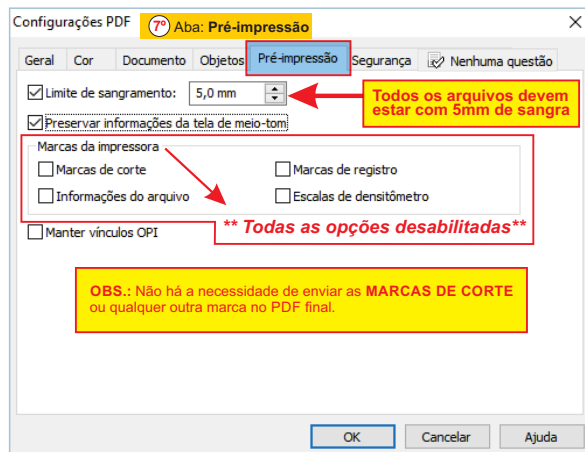 Configurações PDF
7º Aba: Pré-impressão
Geral Cor Documento Objetos Pré-impressão Segurança Nenhuma questão
Limite de sangramento: 5,0 mm
Todos os arquivos devem
estar com 5mm de sangra
Preservar informações da tela de meio-tom
Marcas da impressora
Marcas de corte Marcas de registro
Informações do arquivo Escalas de densitômetro
** Todas as opções desabilitadas**
Manter vínculos OPI
OBS.: Não há a necessidade de enviar as MARCAS DE CORTE
ou qualquer outra marca no PDF final.
OK Cancelar Ajuda